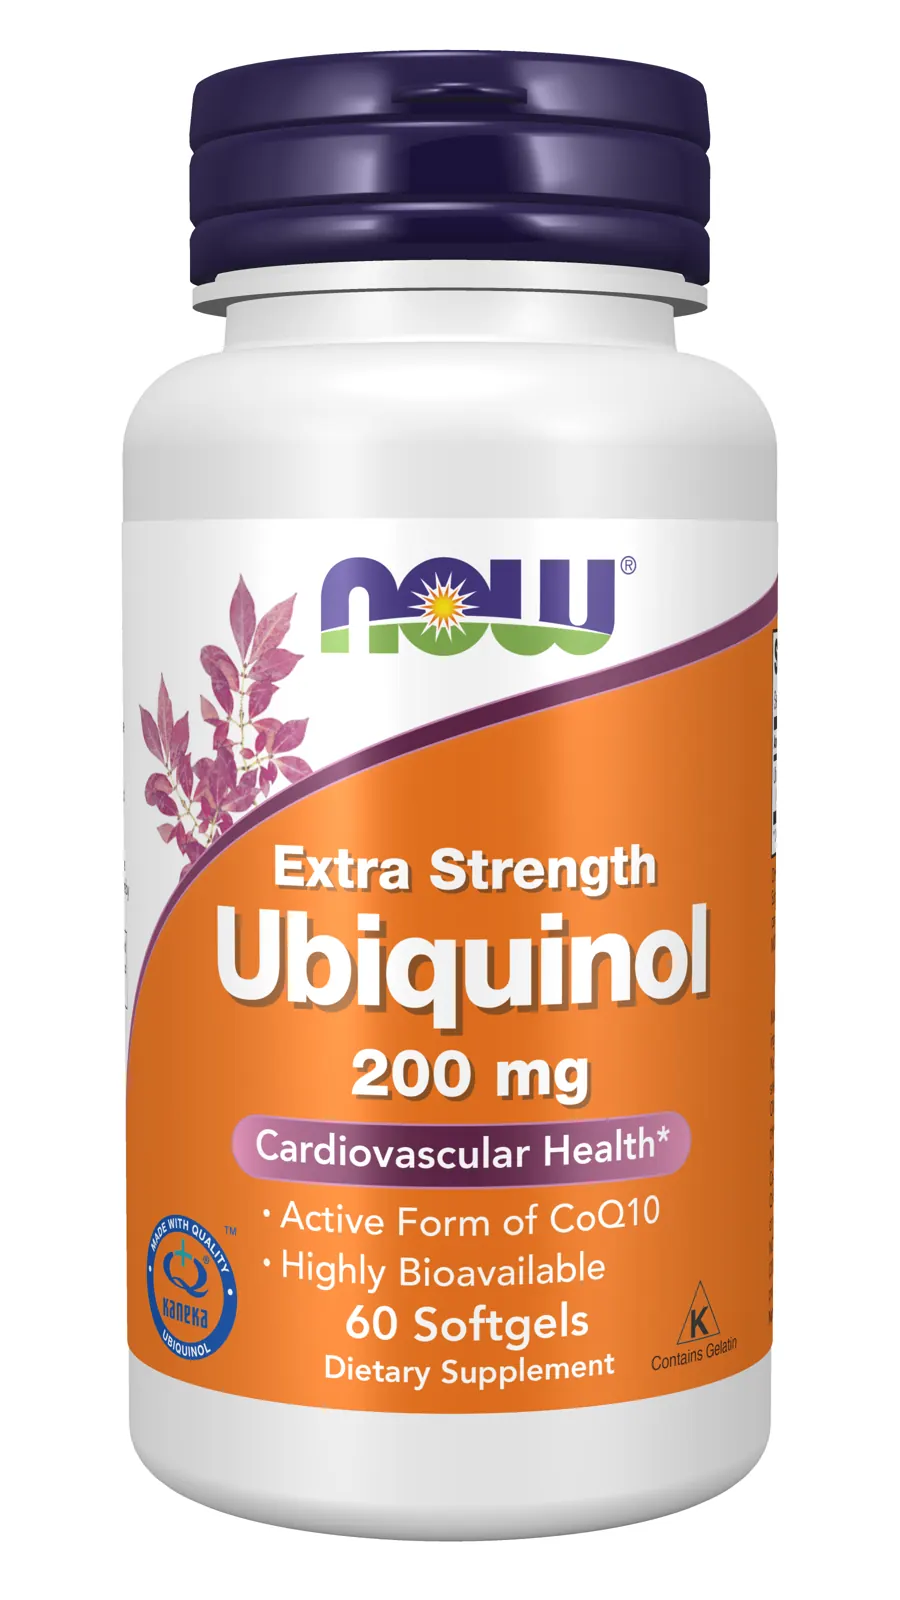 now®
Extra Strength
Ubiquinol
200 mg
Cardiovascular Health*
• Active Form of CoQ10
• Highly Bioavailable
60 Softgels
Dietary Supplement
• MADE WITH QUALITY •
™
®
KANEKA
UBIQUINOL
K
Contains Gelatin